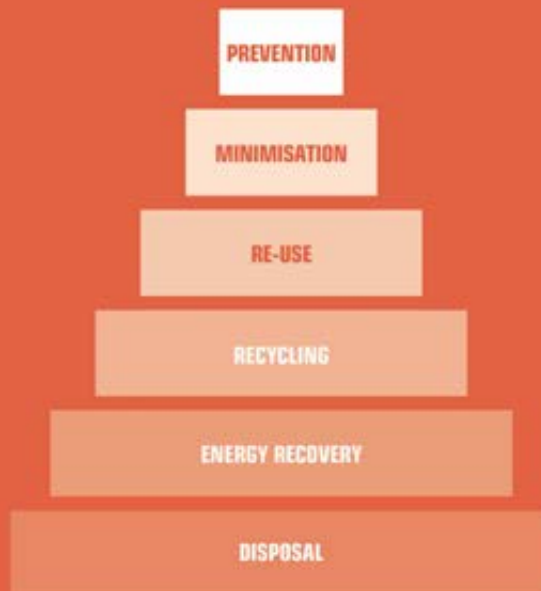 PREVENTION
MINIMISATION
RE-USE
RECYCLING
ENERGY RECOVERY
DISPOSAL